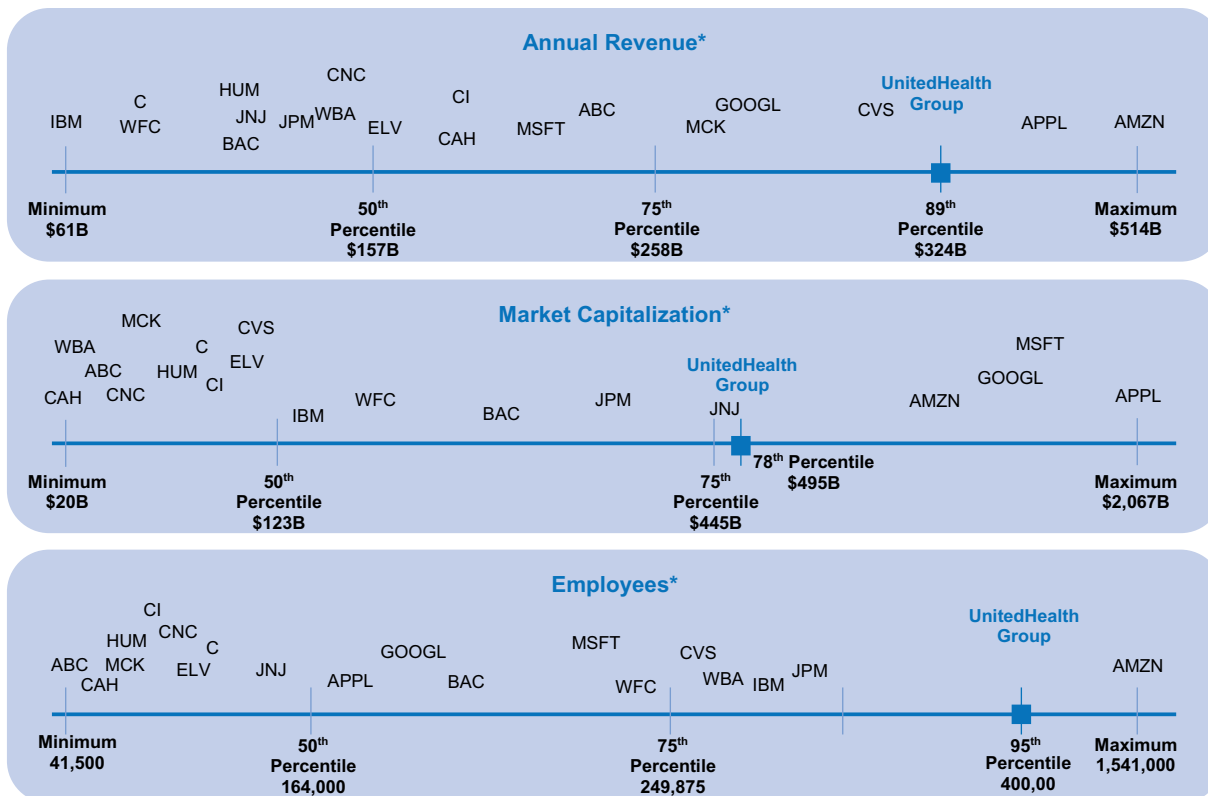 Annual Revenue*
CNC
HUM
UnitedHealth
Group
C
CI
GOOGL
ABC
CVS
IBM
WFC
JNJ
JPM
WBA
ELV
MSFT
MCK
APPL
AMZN
BAC
CAH
Minimum
$61B
50th
Percentile
$157B
75th
Percentile
$258B
89th
Percentile
$324B
Maximum
$514B
Market Capitalization*
MCK
CVS
WBA
C
MSFT
UnitedHealth
Group
ABC
HUM
ELV
CI
GOOGL
CAH
CNC
IBM
WFC
BAC
JPM
JNJ
AMZN
APPL
Minimum
$20B
50th
Percentile
$123B
75th
Percentile
$445B
78th Percentile
$495B
Maximum
$2,067B
Employees*
CI
UnitedHealth
Group
CNC
HUM
C
GOOGL
MSFT
CVS
ABC
MCK
ELV
JNJ
AMZN
CAH
APPL
BAC
WFC
WBA
IBM
JPM
Minimum
41,500
50th
Percentile
164,000
75th
Percentile
249,875
95th
Percentile
400,00
Maximum
1,541,000